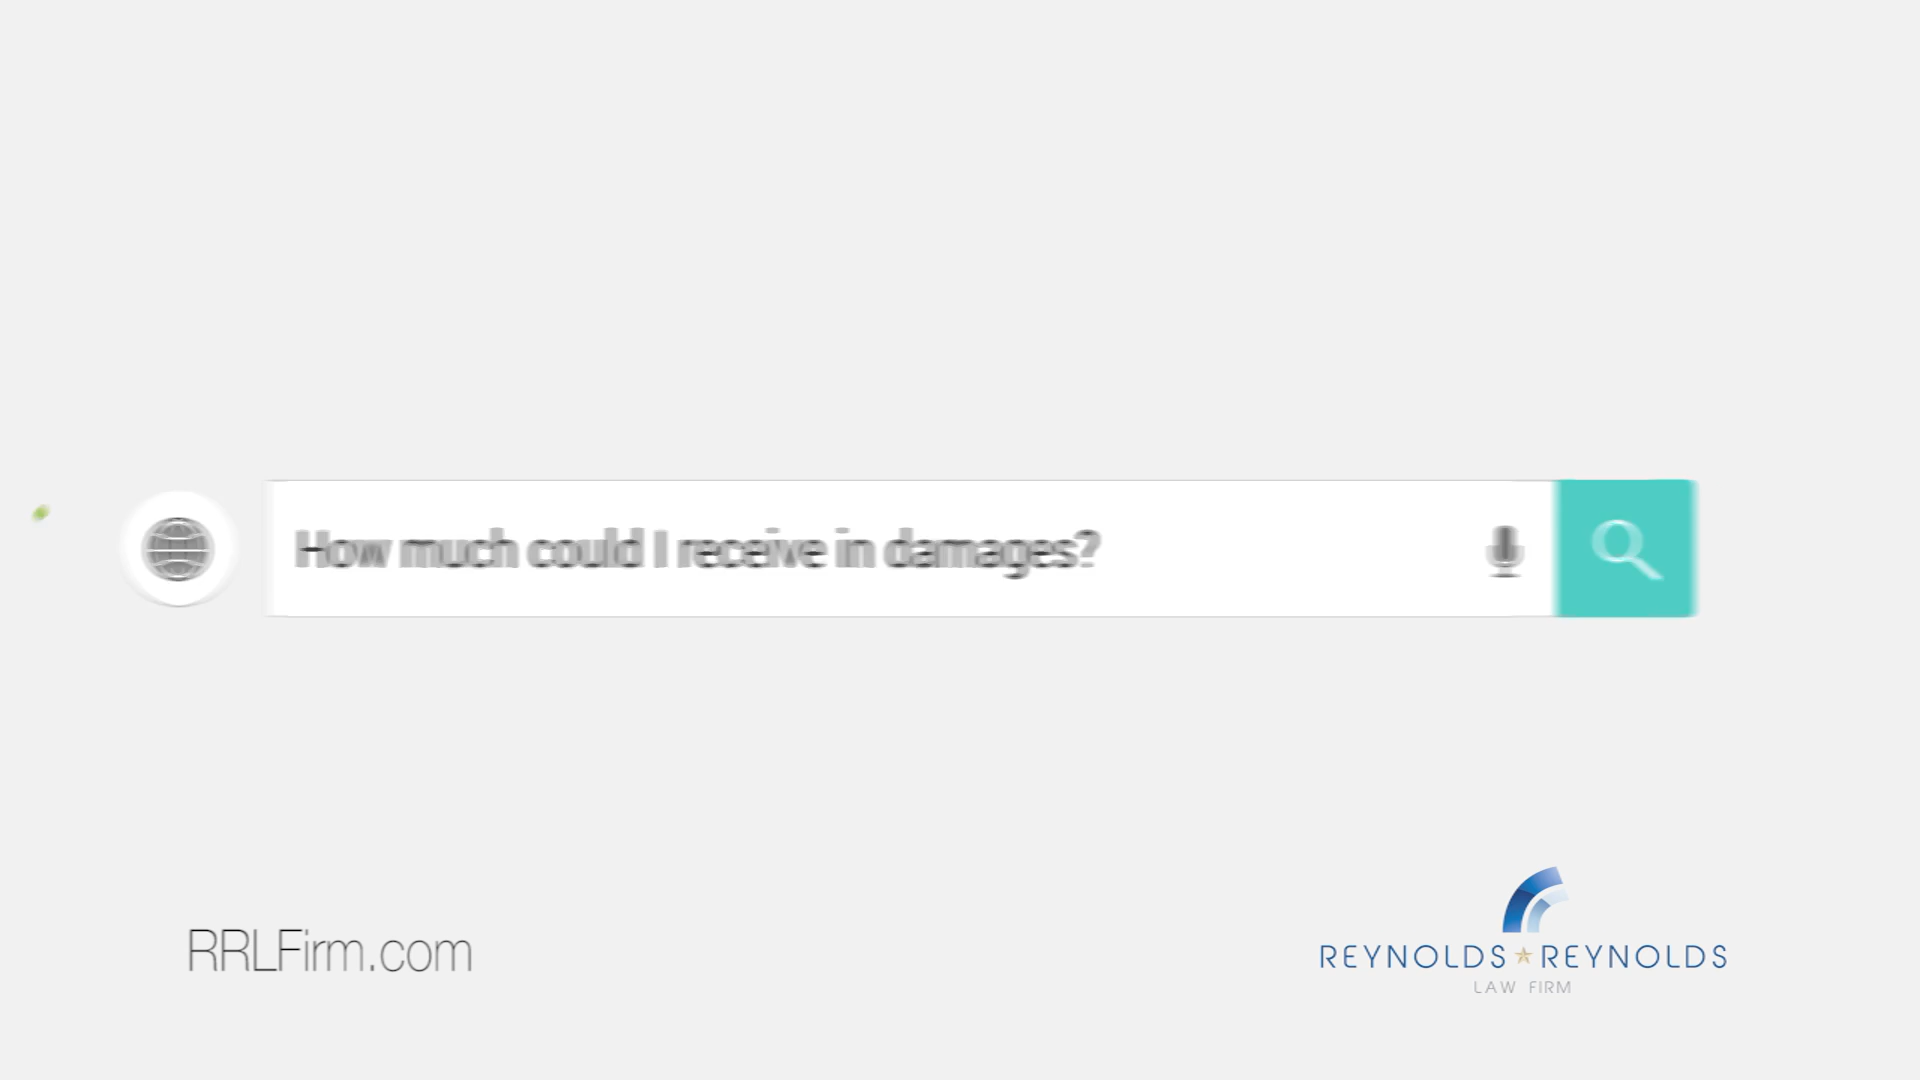 How much could I receive in damages?
RRLFirm.com
REYNOLDS★REYNOLDS
LAW FIRM